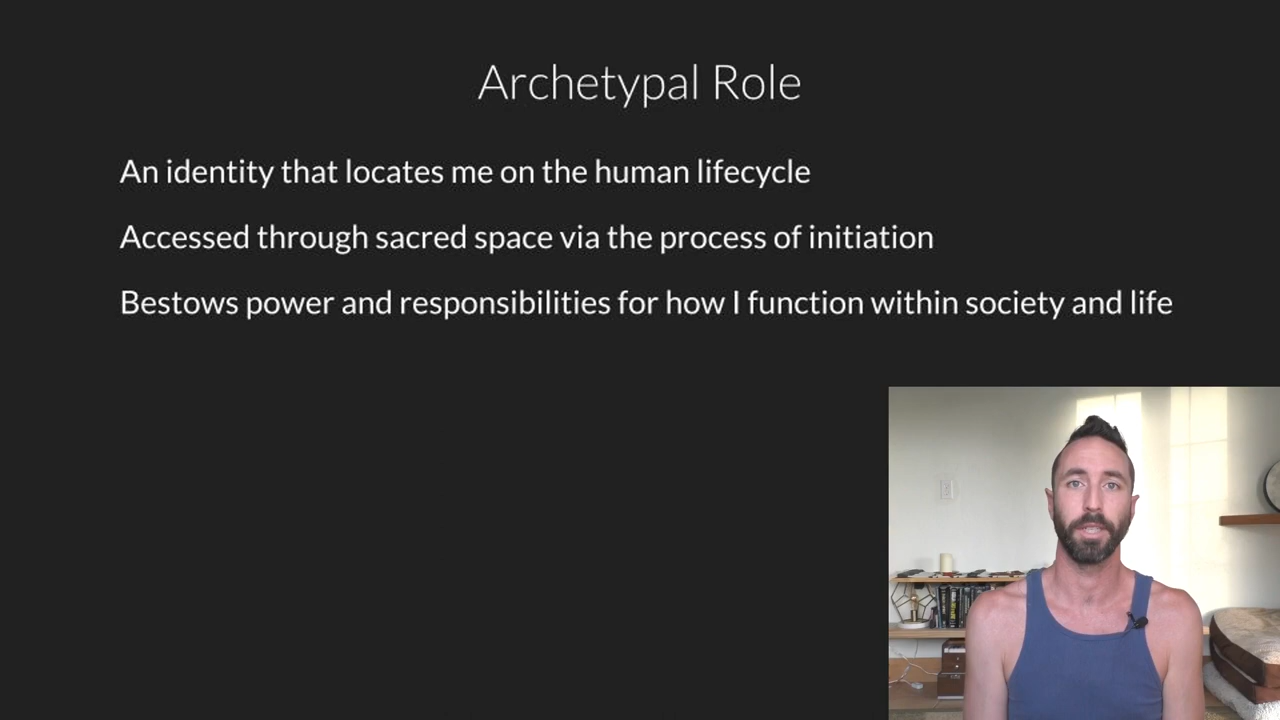 Archetypal Role
An identity that locates me on the human lifecycle
Accessed through sacred space via the process of initiation
Bestows power and responsibilities for how I function within society and life